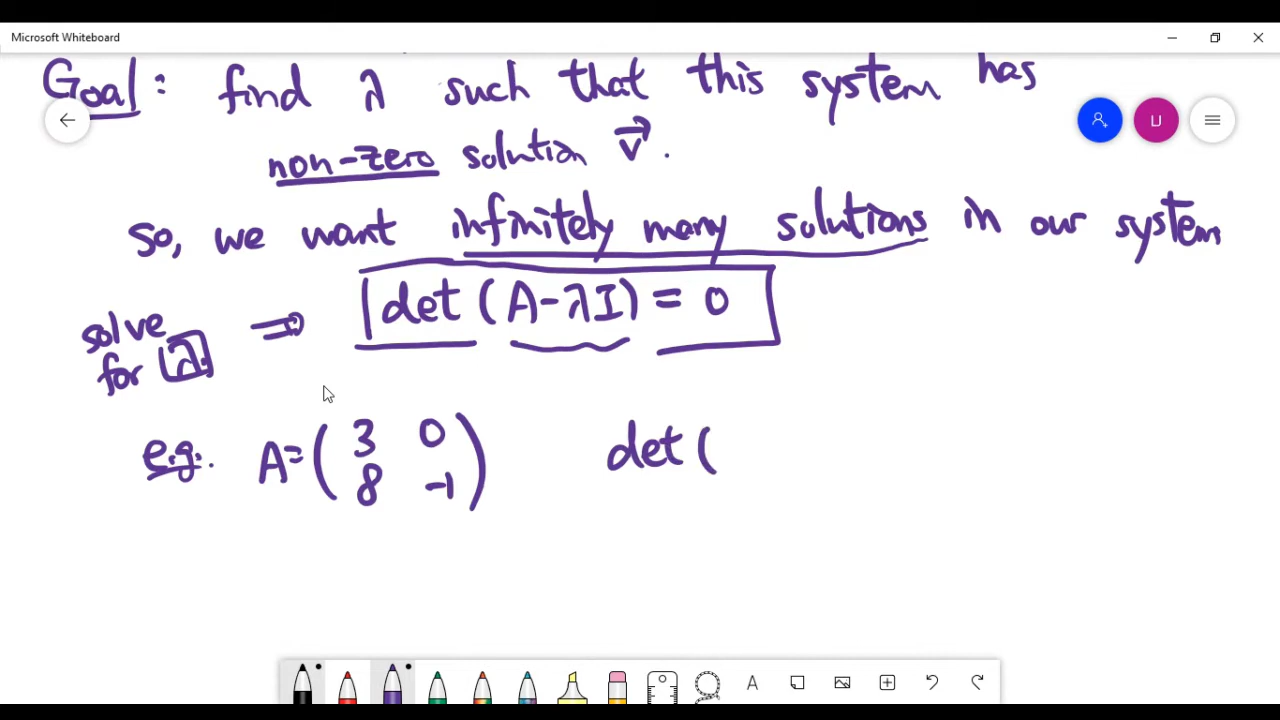 Microsoft Whiteboard
Goal: find λ such that this system has
non-zero solution v⃗.
So, we want infinitely many solutions in our system
solve for λ. ⇒ det (A-λI) = 0
e.g. A= ( 3 0 det (
8 -1 )
U
A